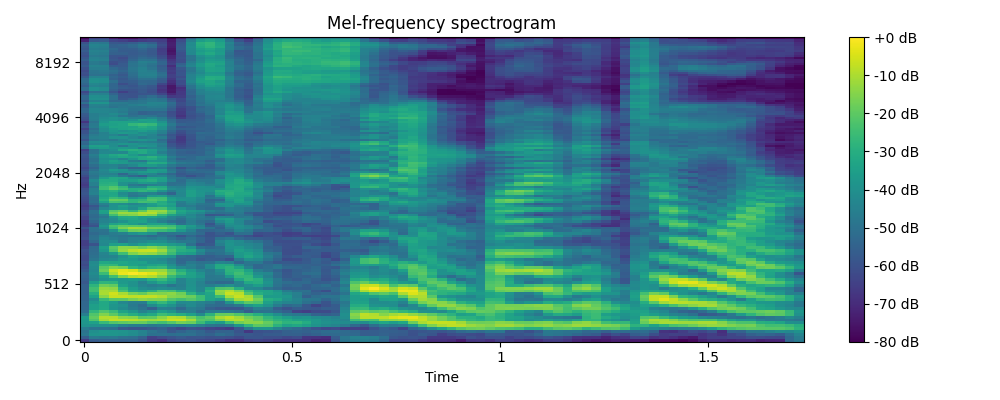 Mel-frequency spectrogram
8192
4096
2048
1024
512
0
Hz
0
0.5
1
1.5
Time
+0 dB
-10 dB
-20 dB
-30 dB
-40 dB
-50 dB
-60 dB
-70 dB
-80 dB